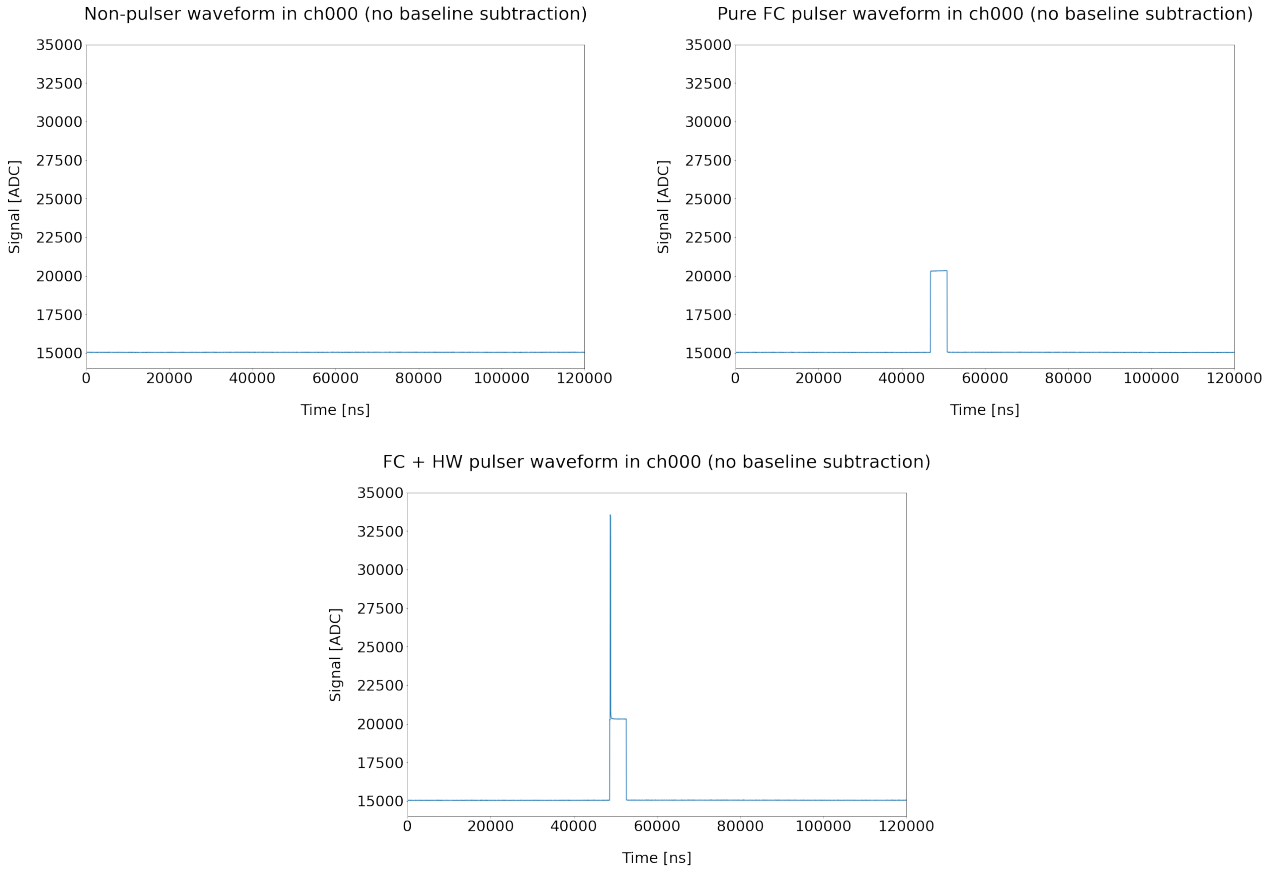 Non-pulser waveform in ch000 (no baseline subtraction)
35000
32500
30000
27500
25000
22500
20000
17500
15000
Signal [ADC]
0 20000 40000 60000 80000 100000 120000
Time [ns]
Pure FC pulser waveform in ch000 (no baseline subtraction)
35000
32500
30000
27500
25000
22500
20000
17500
15000
Signal [ADC]
0 20000 40000 60000 80000 100000 120000
Time [ns]
FC + HW pulser waveform in ch000 (no baseline subtraction)
35000
32500
30000
27500
25000
22500
20000
17500
15000
Signal [ADC]
0 20000 40000 60000 80000 100000 120000
Time [ns]